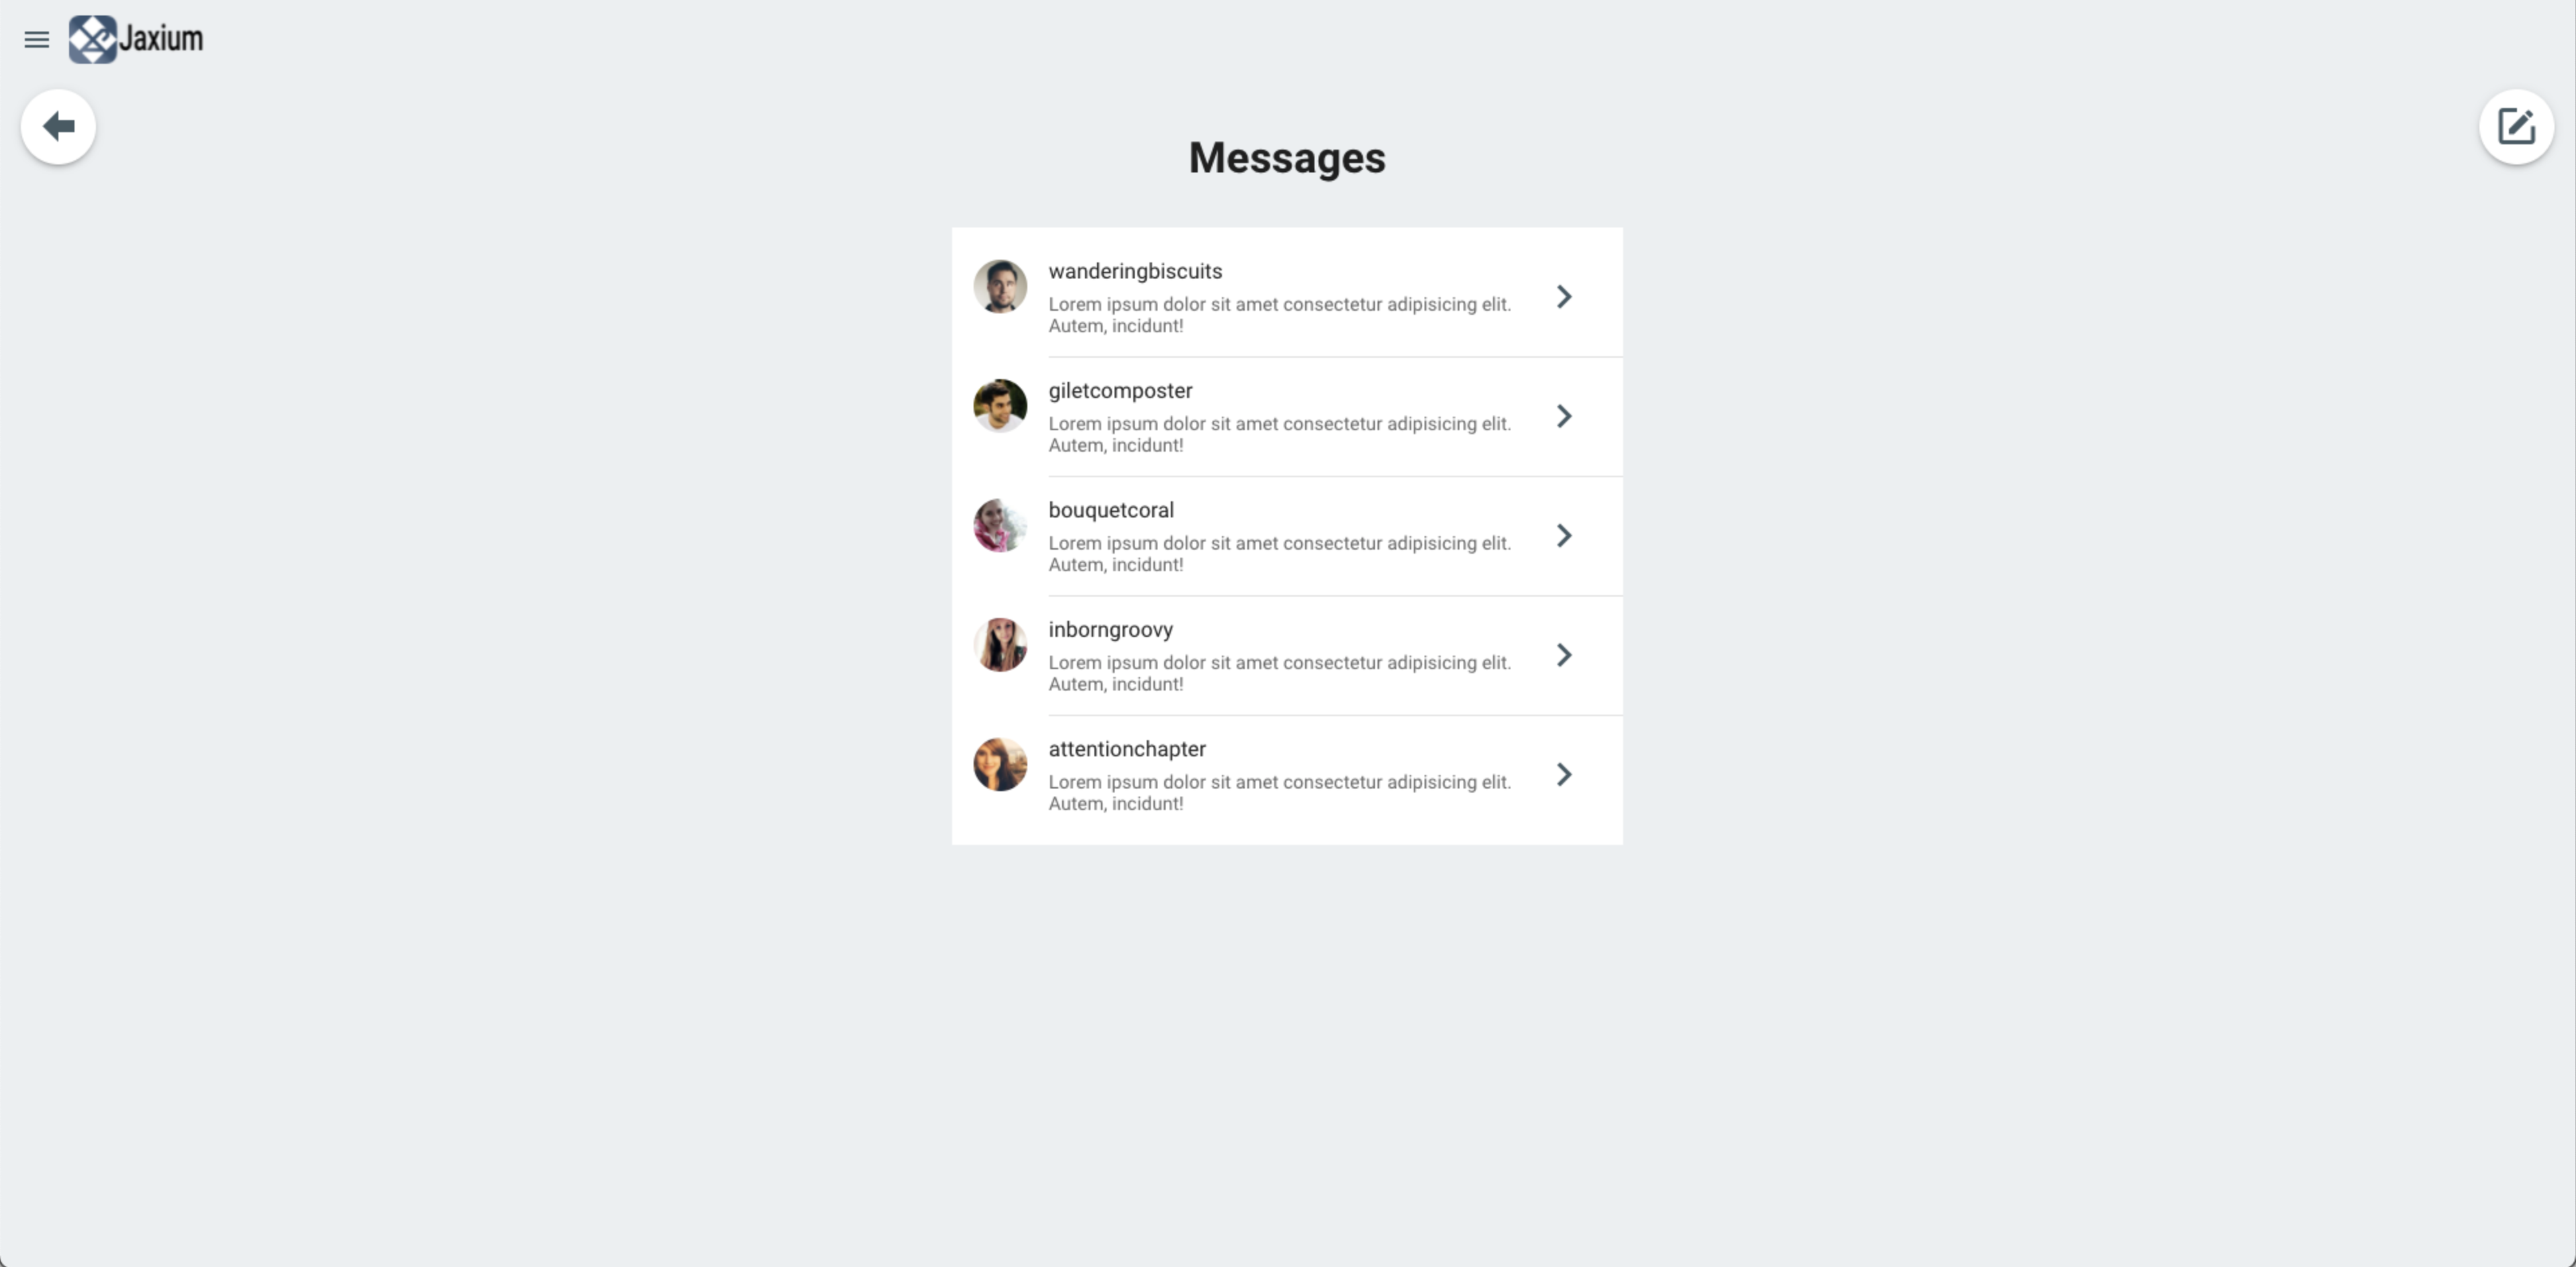 Jaxium
Messages
wanderingbiscuits
Lorem ipsum dolor sit amet consectetur adipisicing elit.
Autem, incidunt!
giletcomposter
Lorem ipsum dolor sit amet consectetur adipisicing elit.
Autem, incidunt!
bouquetcoral
Lorem ipsum dolor sit amet consectetur adipisicing elit.
Autem, incidunt!
inborngroovy
Lorem ipsum dolor sit amet consectetur adipisicing elit.
Autem, incidunt!
attentionchapter
Lorem ipsum dolor sit amet consectetur adipisicing elit.
Autem, incidunt!